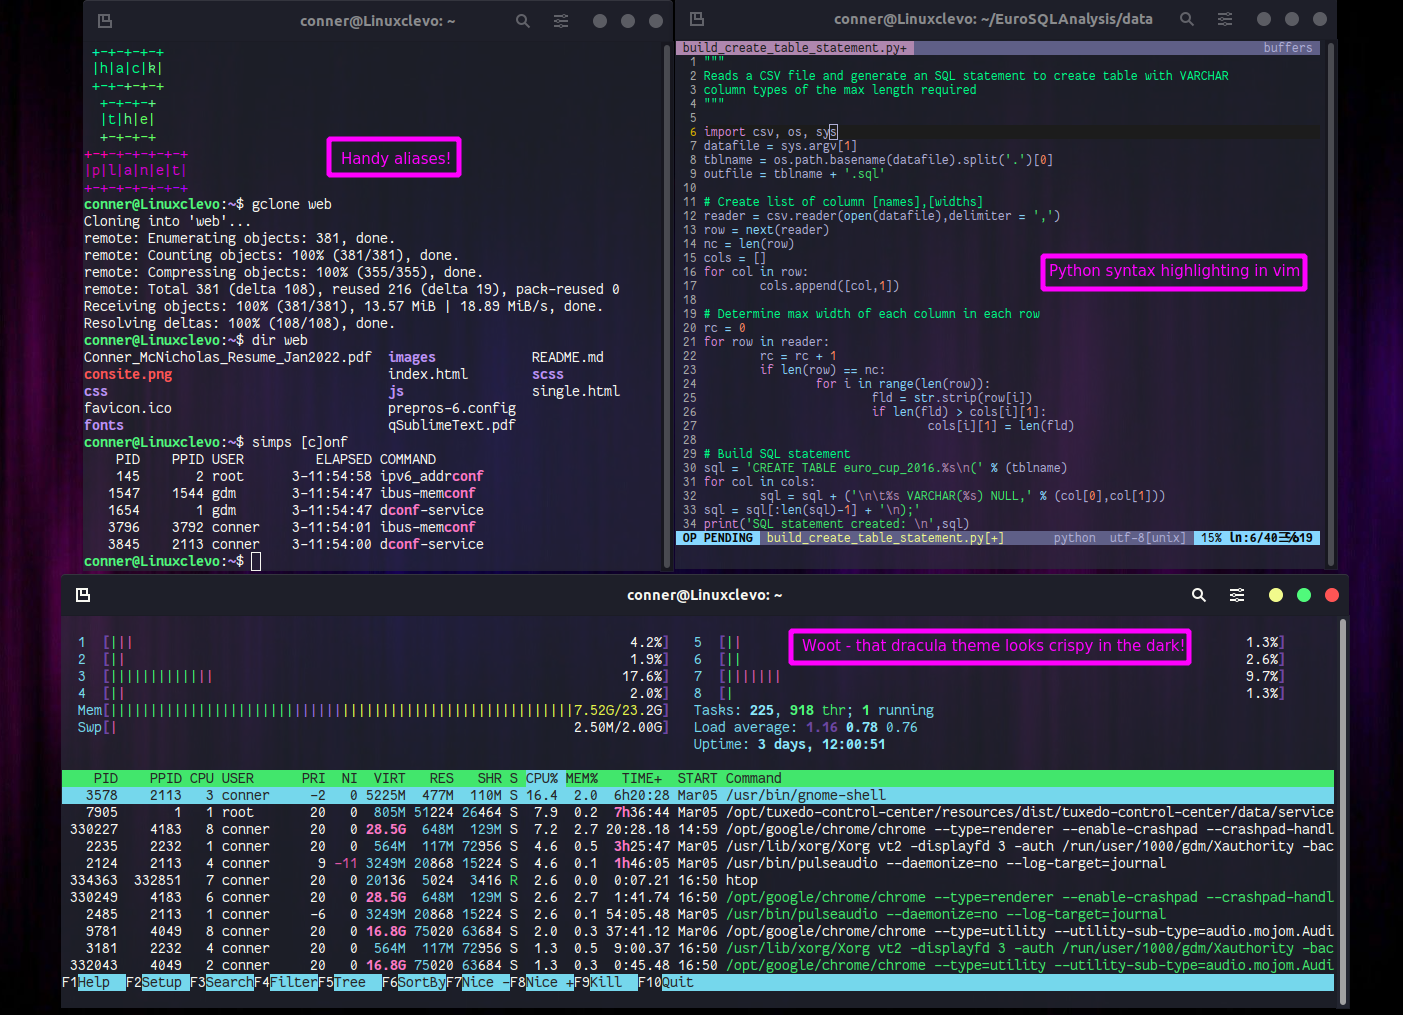 conner@Linuxclevo: ~
+-+-+-+-+
|h|a|c|k|
+-+-+-+-+
+-+-+-+
|t|h|e|
+-+-+-+
+-+-+-+-+-+-+
|p|l|a|n|e|t|
+-+-+-+-+-+-+
Handy aliases!
conner@Linuxclevo:~$ gclone web
Cloning into 'web'...
remote: Enumerating objects: 381, done.
remote: Counting objects: 100% (381/381), done.
remote: Compressing objects: 100% (355/355), done.
remote: Total 381 (delta 108), reused 216 (delta 19), pack-reused 0
Receiving objects: 100% (381/381), 13.57 MiB | 18.89 MiB/s, done.
Resolving deltas: 100% (108/108), done.
conner@Linuxclevo:~$ dir web
Conner_McNicholas_Resume_Jan2022.pdf images README.md
consite.png index.html scss
css js single.html
favicon.ico prepros-6.config
fonts qSublimeText.pdf
conner@Linuxclevo:~$ simps [c]onf
PID PPID USER ELAPSED COMMAND
145 2 root 3-11:54:58 ipv6_addrconf
1547 1544 gdm 3-11:54:47 ibus-memconf
1654 1 gdm 3-11:54:47 dconf-service
3796 3792 conner 3-11:54:01 ibus-memconf
3845 2113 conner 3-11:54:00 dconf-service
conner@Linuxclevo:~$
conner@Linuxclevo: ~/EuroSQLAnalysis/data
build_create_table_statement.py+ buffers
1 """
2 Reads a CSV file and generate an SQL statement to create table with VARCHAR
3 column types of the max length required
4 """
5
6 import csv, os, sys
7 datafile = sys.argv[1]
8 tblname = os.path.basename(datafile).split('.')[0]
9 outfile = tblname + '.sql'
10
11 # Create list of column [names],[widths]
12 reader = csv.reader(open(datafile),delimiter = ',')
13 row = next(reader)
14 nc = len(row)
15 cols = []
16 for col in row:
17 cols.append([col,1])
18
19 # Determine max width of each column in each row
20 rc = 0
21 for row in reader:
22 rc = rc + 1
23 if len(row) == nc:
24 for i in range(len(row)):
25 fld = str.strip(row[i])
26 if len(fld) > cols[i][1]:
27 cols[i][1] = len(fld)
28
29 # Build SQL statement
30 sql = 'CREATE TABLE euro_cup_2016.%s\n(' % (tblname)
31 for col in cols:
32 sql = sql + ('\n\t%s VARCHAR(%s) NULL,' % (col[0],col[1]))
33 sql = sql[:len(sql)-1] + '\n);'
34 print('SQL statement created: \n',sql)
Python syntax highlighting in vim
OP PENDING build_create_table_statement.py[+] python utf-8[unix] 15% ln:6/40
conner@Linuxclevo: ~
1 [||| 4.2%] 5 [|| 1.3%]
2 [|| 1.9%] 6 [|| 2.6%]
3 [||||||||||||| 17.6%] 7 [||||||| 9.7%]
4 [|| 2.0%] 8 [| 1.3%]
Woot - that dracula theme looks crispy in the dark!
Mem[||||||||||||||||||||||||||||||||||||||||||||||||||||||||||7.52G/23.2G] Tasks: 225, 918 thr; 1 running
Swp[| 2.50M/2.00G] Load average: 1.16 0.78 0.76
Uptime: 3 days, 12:00:51
PID PPID CPU USER PRI NI VIRT RES SHR S CPU% MEM% TIME+ START Command
3578 2113 3 conner -2 0 5225M 477M 110M S 16.4 2.0 6h20:28 Mar05 /usr/bin/gnome-shell
7905 1 1 root 20 0 805M 51224 26464 S 7.9 0.2 7h36:44 Mar05 /opt/tuxedo-control-center/resources/dist/tuxedo-control-center/data/service
330227 4183 8 conner 20 0 28.5G 648M 129M S 7.2 2.7 20:28.18 14:59 /opt/google/chrome/chrome --type=renderer --enable-crashpad --crashpad-handl
2235 2232 1 conner 20 0 564M 117M 72956 S 4.6 0.5 3h25:47 Mar05 /usr/lib/xorg/Xorg vt2 -displayfd 3 -auth /run/user/1000/gdm/Xauthority -bac
2124 2113 4 conner 9 -11 3249M 20868 15224 S 4.6 0.1 1h46:05 Mar05 /usr/bin/pulseaudio --daemonize=no --log-target=journal
334363 332851 7 conner 20 0 20136 5024 3416 R 2.6 0.0 0:07.21 16:50 htop
330249 4183 6 conner 20 0 28.5G 648M 129M S 2.6 2.7 1:41.74 16:50 /opt/google/chrome/chrome --type=renderer --enable-crashpad --crashpad-handl
2485 2113 1 conner -6 0 3249M 20868 15224 S 2.6 0.1 54:05.48 Mar05 /usr/bin/pulseaudio --daemonize=no --log-target=journal
9781 4049 8 conner 20 0 16.8G 75020 63684 S 2.0 0.3 37:41.12 Mar06 /opt/google/chrome/chrome --type=utility --utility-sub-type=audio.mojom.Audi
3181 2232 4 conner 20 0 564M 117M 72956 S 1.3 0.5 9:00.37 16:50 /usr/lib/xorg/Xorg vt2 -displayfd 3 -auth /run/user/1000/gdm/Xauthority -bac
332043 4049 2 conner 20 0 16.8G 75020 63684 S 1.3 0.3 0:45.48 16:50 /opt/google/chrome/chrome --type=utility --utility-sub-type=audio.mojom.Audi
F1Help F2Setup F3SearchF4FilterF5Tree F6SortByF7Nice -F8Nice +F9Kill F10Quit